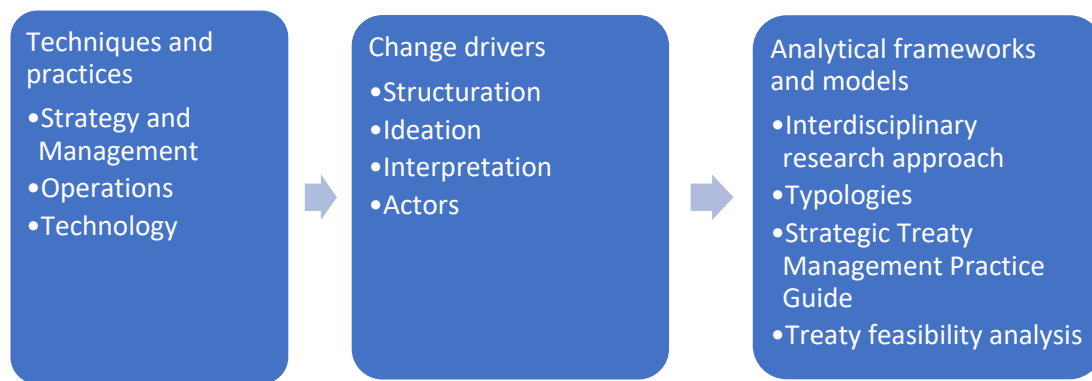 Techniques and
practices
•Strategy and
Management
•Operations
•Technology
Change drivers
•Structuration
•Ideation
•Interpretation
•Actors
Analytical frameworks
and models
•Interdisciplinary
research approach
•Typologies
•Strategic Treaty
Management Practice
Guide
•Treaty feasibility analysis